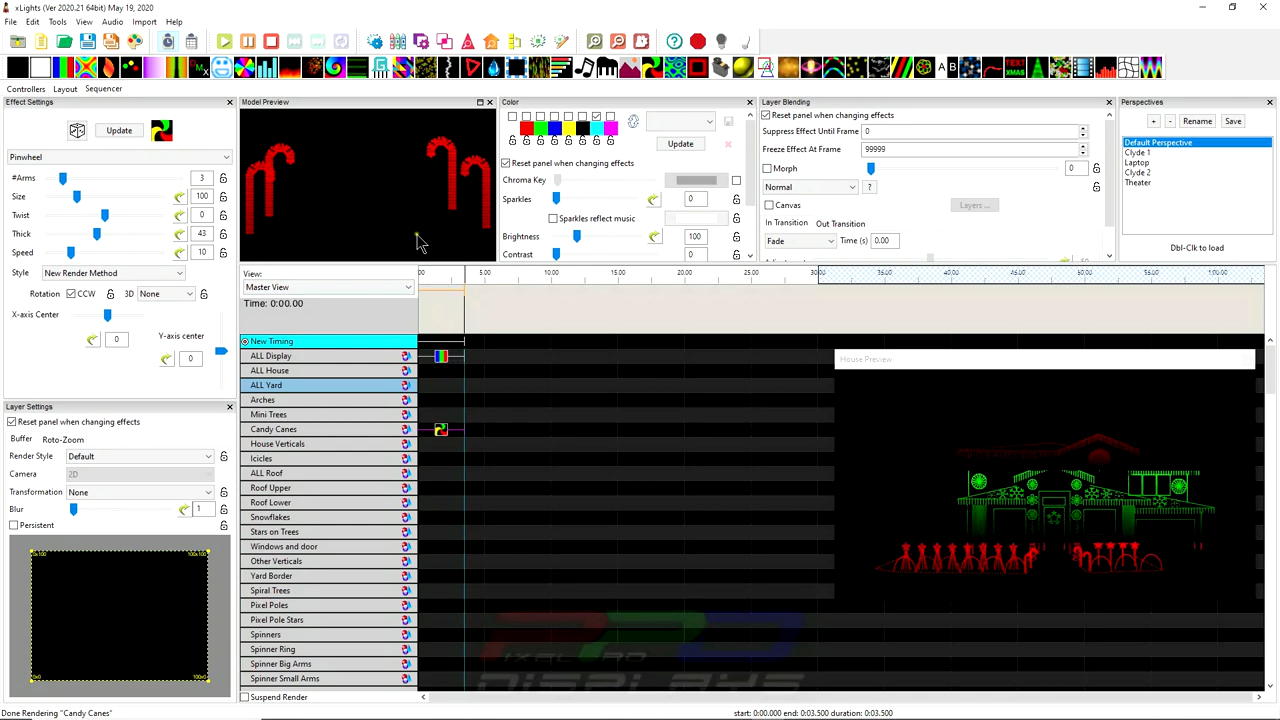 xLights (Ver 2020.21 64bit) May 19, 2020
File Edit Tools View Audio Import Help
Controllers Layout Sequencer
Effect Settings
Update
Pinwheel
#Arms 3
Size 100
Twist 0
Thick 43
Speed 10
Style New Render Method
Rotation CCW 3D None
X-axis Center
0
Y-axis center
0
Layer Settings
Reset panel when changing effects
Buffer Roto-Zoom
Render Style Default
Camera 2D
Transformation None
Blur 1
Persistent
Model Preview
Color
Update
Reset panel when changing effects
Chroma Key
Sparkles 0
Sparkles reflect music
Brightness 100
Contrast 0
Layer Blending
Reset panel when changing effects
Suppress Effect Until Frame 0
Freeze Effect At Frame 99999
Morph 0
Normal ?
Canvas Layers ...
In Transition Out Transition
Fade Time (s) 0.00
Perspectives
+ - Rename Save
Default Perspective
Clyde 1
Laptop
Clyde 2
Theater
Dbl-Clk to load
View:
Master View
Time: 0:00.00
5.00 10.00 15.00 20.00 25.00 30.00 35.00 40.00 45.00 50.00 55.00 1:00.00
New Timing
ALL Display
ALL House
ALL Yard
Arches
Mini Trees
Candy Canes
House Verticals
Icicles
ALL Roof
Roof Upper
Roof Lower
Snowflakes
Stars on Trees
Windows and door
Other Verticals
Yard Border
Spiral Trees
Pixel Poles
Pixel Pole Stars
Spinners
Spinner Ring
Spinner Big Arms
Spinner Small Arms
House Preview
PIXEL PRO
DISPLAYS
Suspend Render
Done Rendering "Candy Canes"
start: 0:00.000 end: 0:03.500 duration: 0:03.500